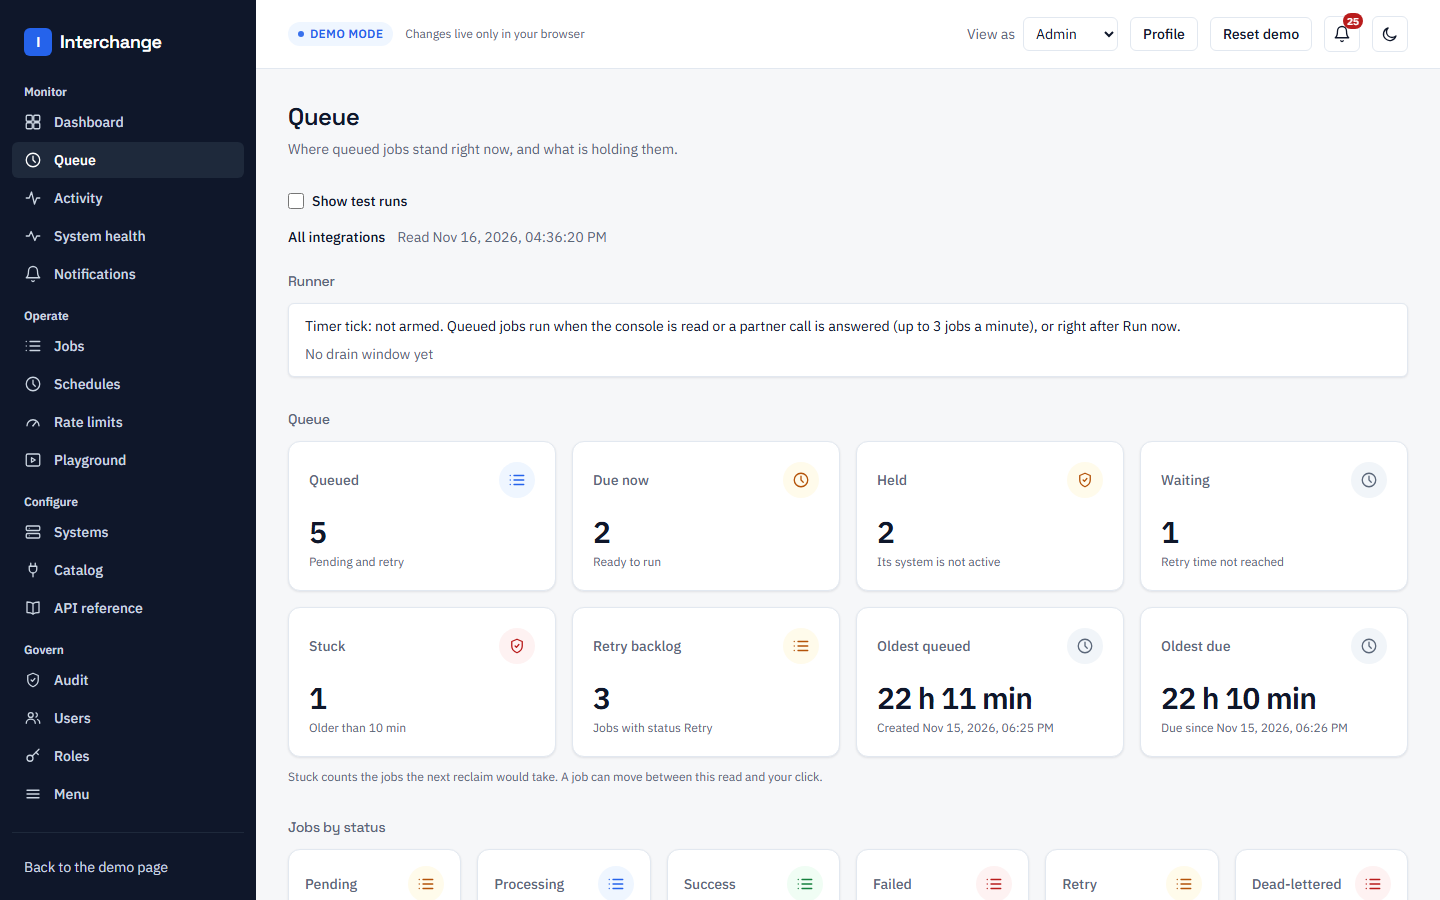 I Interchange
Monitor
Dashboard
Queue
Activity
System health
Notifications
Operate
Jobs
Schedules
Rate limits
Playground
Configure
Systems
Catalog
API reference
Govern
Audit
Users
Roles
Menu
Back to the demo page
DEMO MODE Changes live only in your browser
View as Admin Profile Reset demo 25
Queue
Where queued jobs stand right now, and what is holding them.
Show test runs
All integrations Read Nov 16, 2026, 04:36:20 PM
Runner
Timer tick: not armed. Queued jobs run when the console is read or a partner call is answered (up to 3 jobs a minute), or right after Run now.
No drain window yet
Queue
Queued
5
Pending and retry
Due now
2
Ready to run
Held
2
Its system is not active
Waiting
1
Retry time not reached
Stuck
1
Older than 10 min
Retry backlog
3
Jobs with status Retry
Oldest queued
22 h 11 min
Created Nov 15, 2026, 06:25 PM
Oldest due
22 h 10 min
Due since Nov 15, 2026, 06:26 PM
Stuck counts the jobs the next reclaim would take. A job can move between this read and your click.
Jobs by status
Pending
Processing
Success
Failed
Retry
Dead-lettered